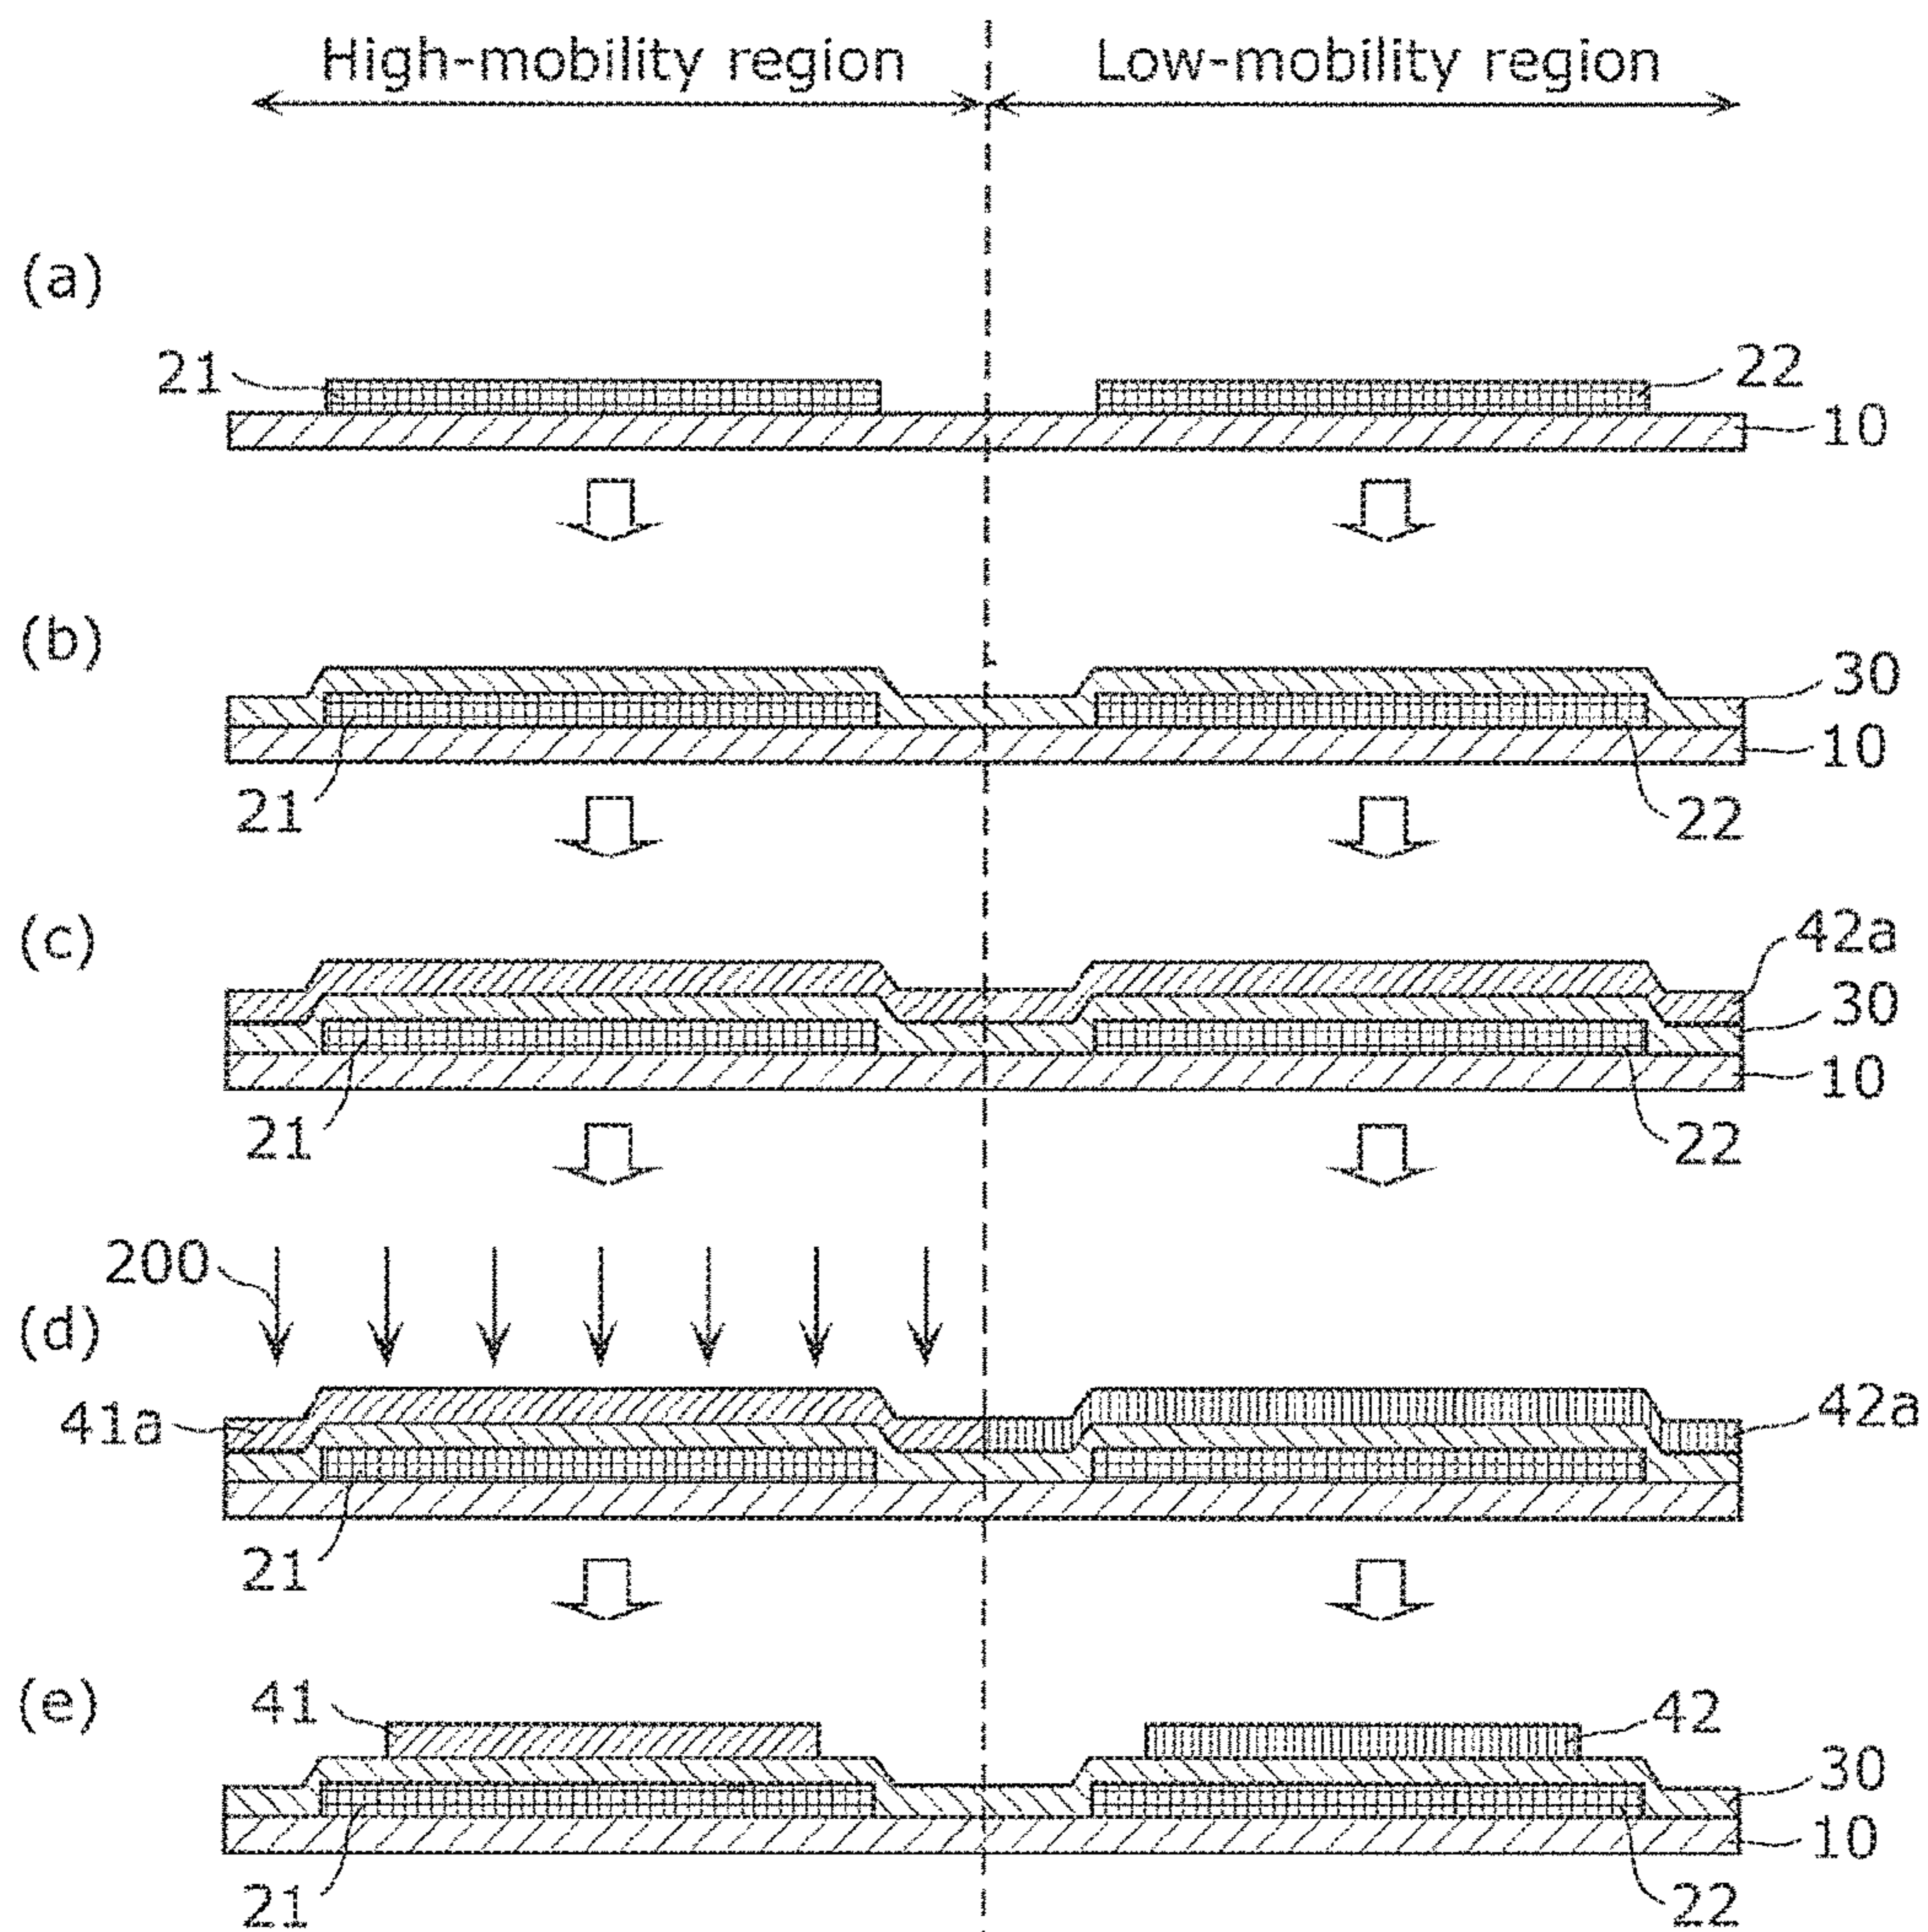 High-mobility region Low-mobility region
(a)
21 22
10
(b)
30
10
21 22
(c)
42a
30
10
21 22
200
(d)
41a 42a
21
(e)
41 42
30
10
21 22